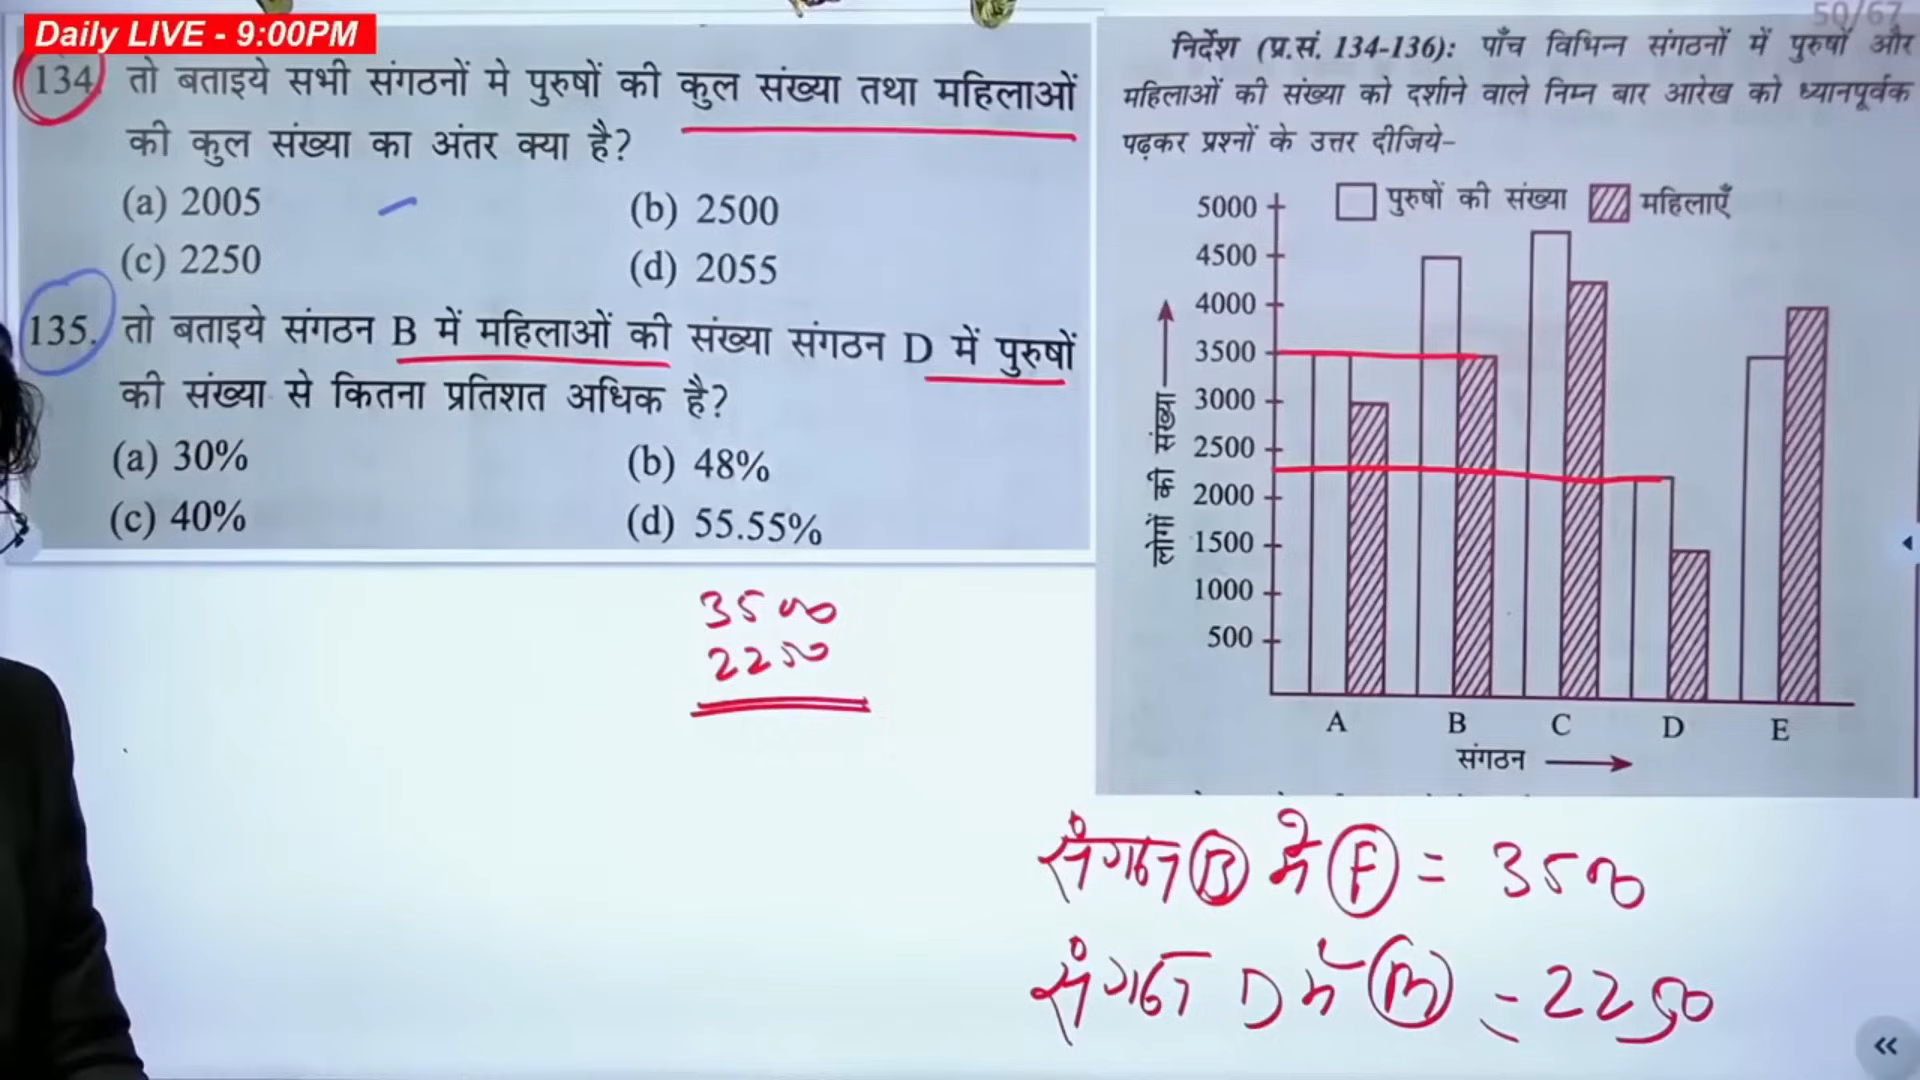 Daily LIVE - 9:00PM
134. तो बताइये सभी संगठनों मे पुरुषों की कुल संख्या तथा महिलाओं
की कुल संख्या का अंतर क्या है?
(a) 2005 (b) 2500
(c) 2250 (d) 2055
135. तो बताइये संगठन B में महिलाओं की संख्या संगठन D में पुरुषों
की संख्या से कितना प्रतिशत अधिक है?
(a) 30% (b) 48%
(c) 40% (d) 55.55%
3500
2250
50/67
निर्देश (प्र.सं. 134-136): पाँच विभिन्न संगठनों में पुरुषों और
महिलाओं की संख्या को दर्शाने वाले निम्न बार आरेख को ध्यानपूर्वक
पढ़कर प्रश्नों के उत्तर दीजिये-
पुरुषों की संख्या महिलाएँ
5000
4500
4000
3500
3000
2500
2000
1500
1000
500
लोगों की संख्या
A B C D E
संगठन
संगठन B में F = 3500
संगठन D में M = 2250